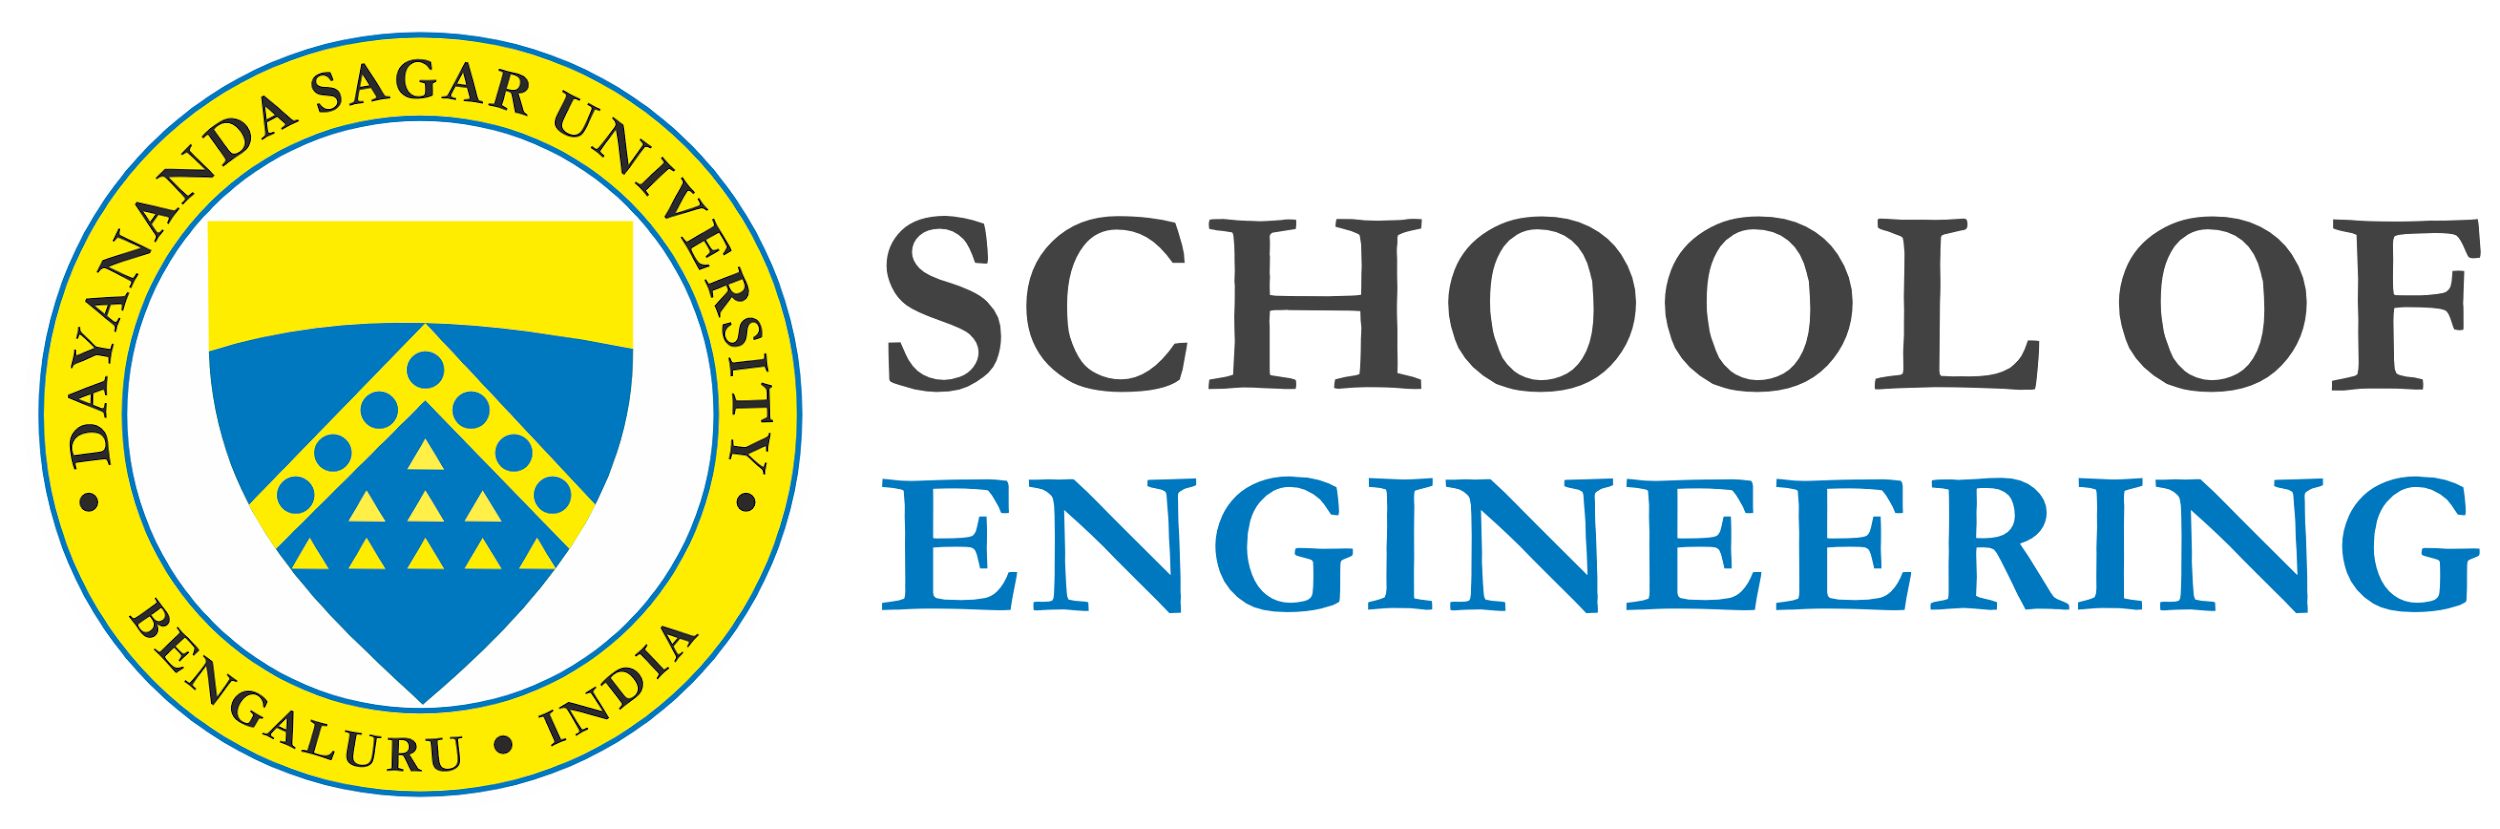 DAYANANDA SAGAR UNIVERSITY
• BENGALURU • INDIA •
SCHOOL OF
ENGINEERING